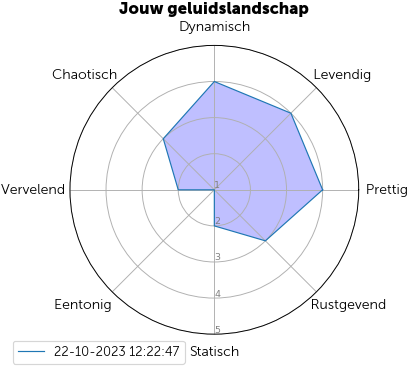 Jouw geluidslandschap
Dynamisch
Chaotisch
Levendig
Vervelend
1
Prettig
2
3
4
Eentonig
Rustgevend
5
22-10-2023 12:22:47
Statisch